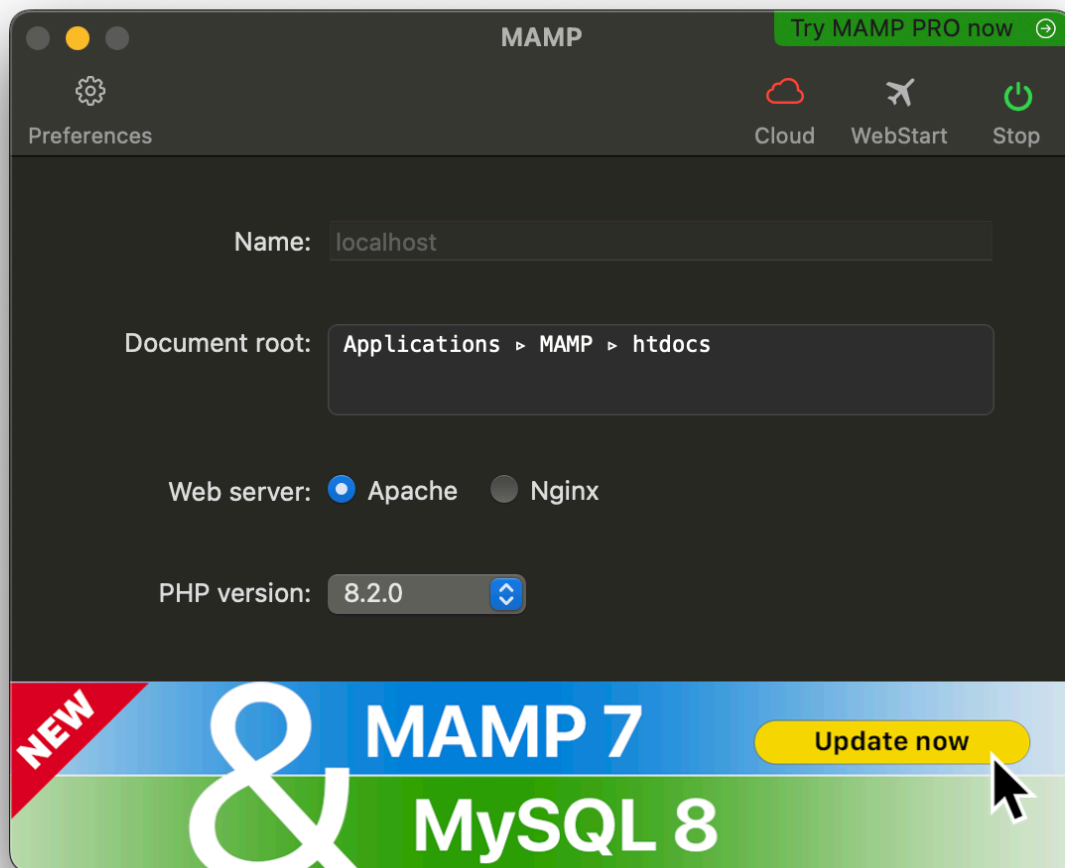 MAMP
Try MAMP PRO now
Preferences
Cloud
WebStart
Stop
Name: localhost
Document root: Applications ▹ MAMP ▹ htdocs
Web server: Apache Nginx
PHP version: 8.2.0
NEW
& MAMP 7
Update now
MySQL 8